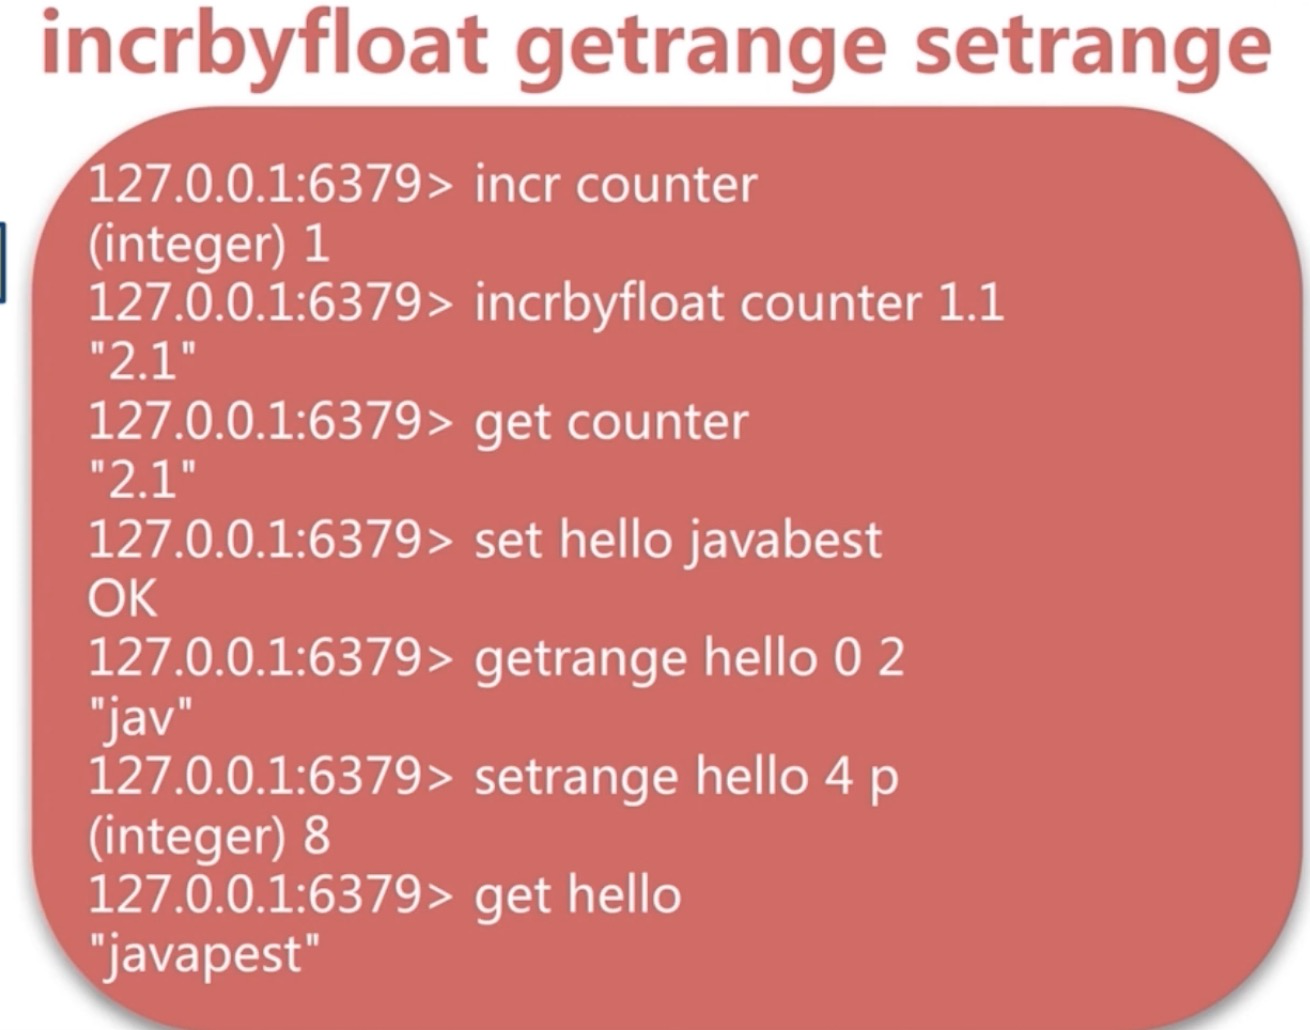 incrbyfloat getrange setrange
127.0.0.1:6379> incr counter
(integer) 1
127.0.0.1:6379> incrbyfloat counter 1.1
"2.1"
127.0.0.1:6379> get counter
"2.1"
127.0.0.1:6379> set hello javabest
OK
127.0.0.1:6379> getrange hello 0 2
"jav"
127.0.0.1:6379> setrange hello 4 p
(integer) 8
127.0.0.1:6379> get hello
"javapest"